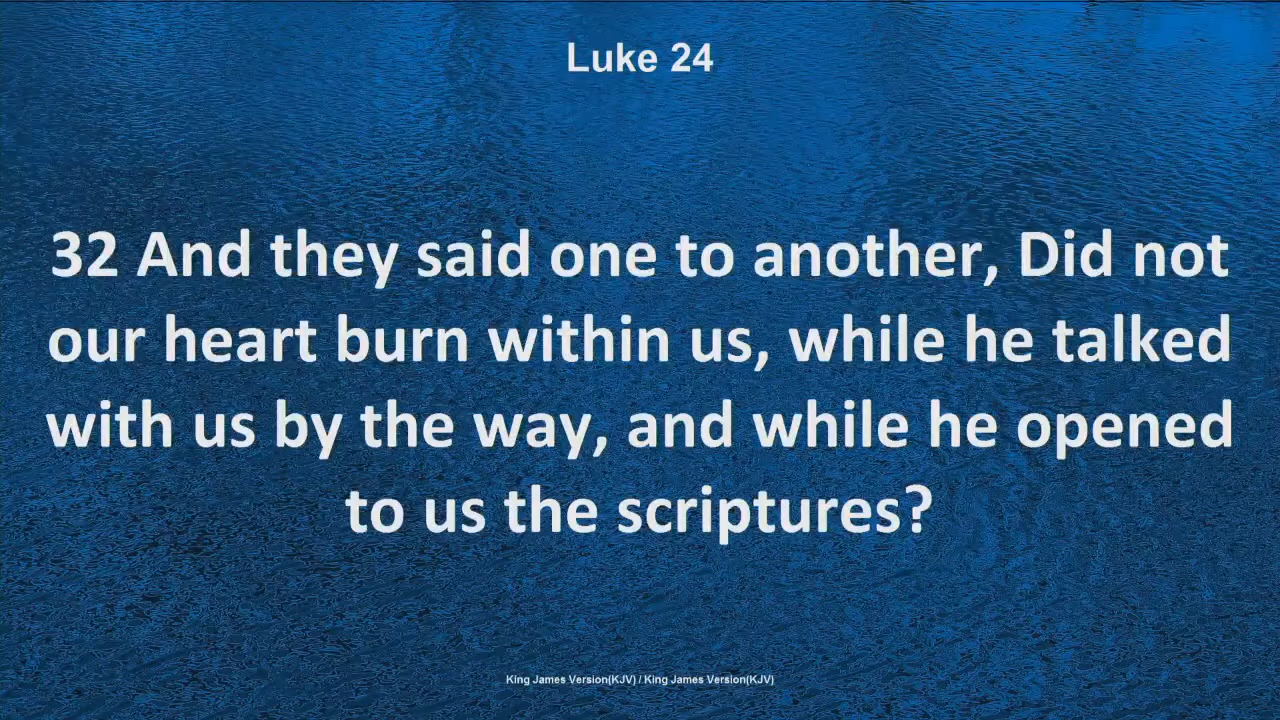 Luke 24
32 And they said one to another, Did not
our heart burn within us, while he talked
with us by the way, and while he opened
to us the scriptures?
King James Version(KJV) / King James Version(KJV)